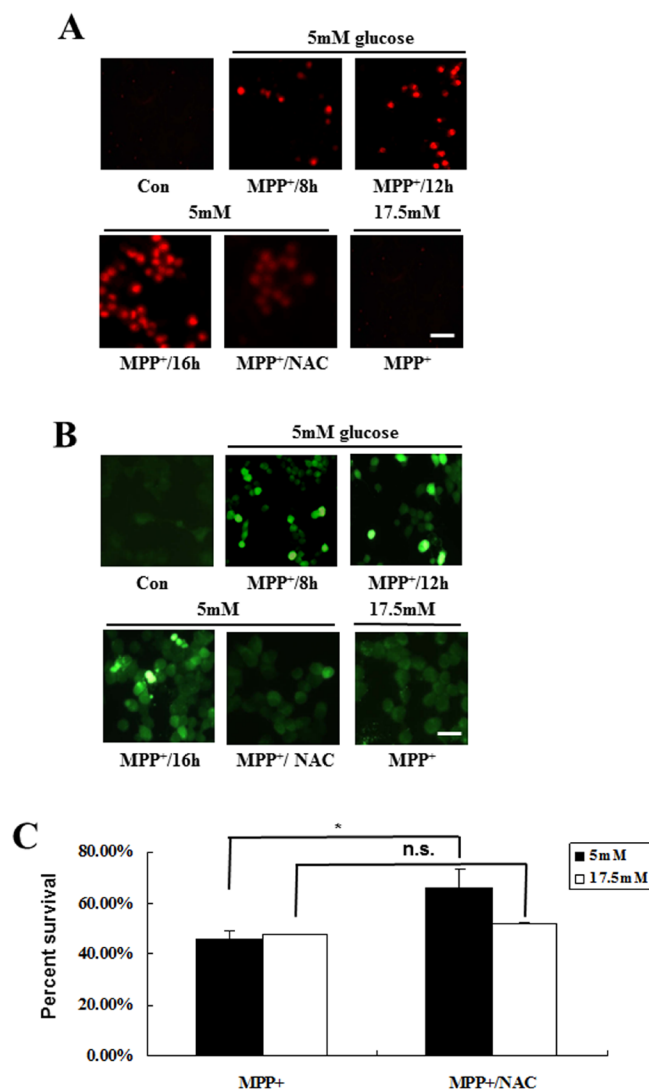 A
5mM glucose
Con MPP⁺/8h MPP⁺/12h
5mM 17.5mM
MPP⁺/16h MPP⁺/NAC MPP⁺
B
5mM glucose
Con MPP⁺/8h MPP⁺/12h
5mM 17.5mM
MPP⁺/16h MPP⁺/ NAC MPP⁺
C
*
n.s.
5mM
17.5mM
Percent survival
80.00%
60.00%
40.00%
20.00%
0.00%
MPP+ MPP+/NAC